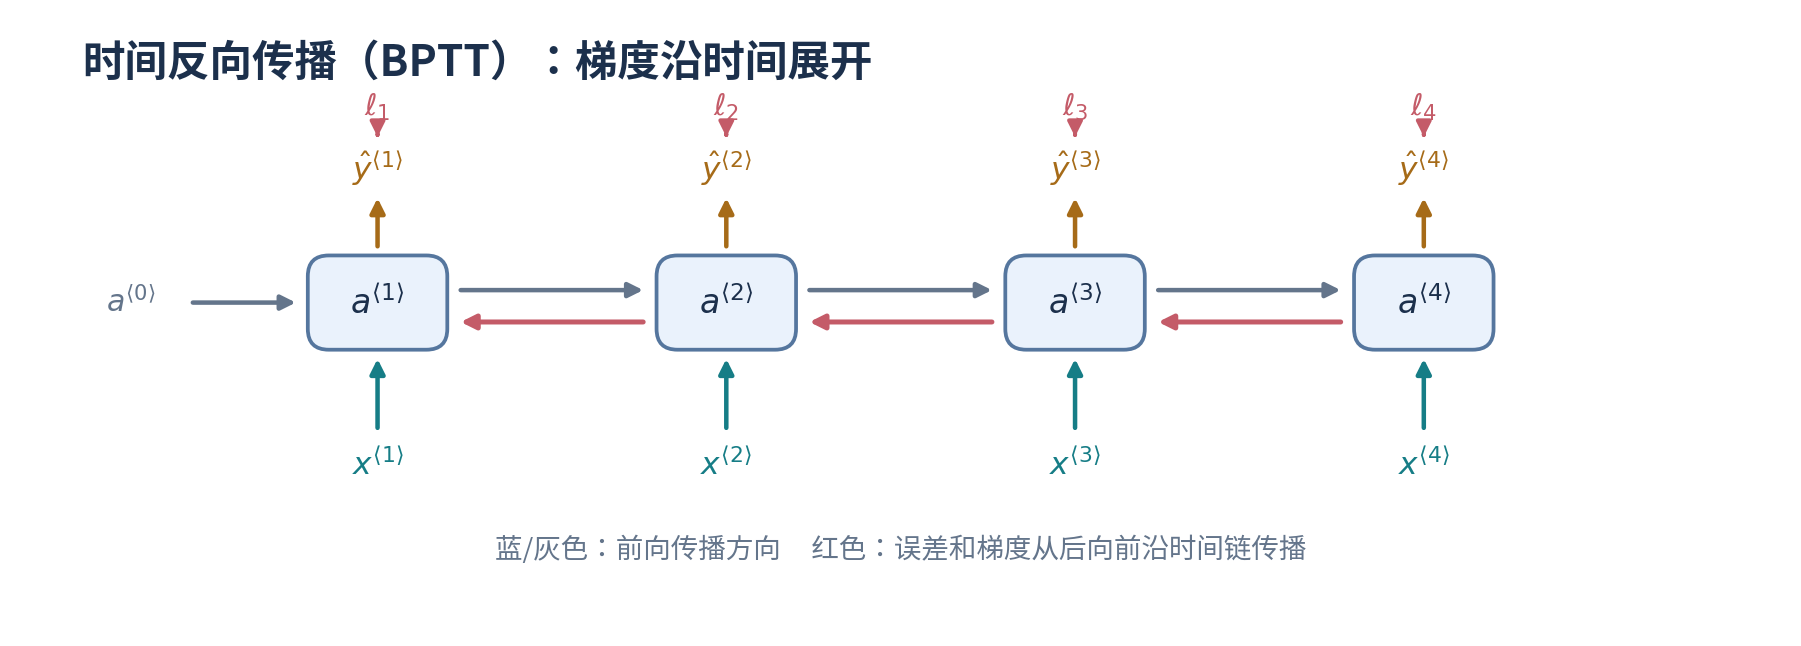 时间反向传播（BPTT）：梯度沿时间展开
ℓ₁ ℓ₂ ℓ₃ ℓ₄
ŷ⟨1⟩ ŷ⟨2⟩ ŷ⟨3⟩ ŷ⟨4⟩
a⟨0⟩ a⟨1⟩ a⟨2⟩ a⟨3⟩ a⟨4⟩
x⟨1⟩ x⟨2⟩ x⟨3⟩ x⟨4⟩
蓝/灰色：前向传播方向 红色：误差和梯度从后向前沿时间链传播